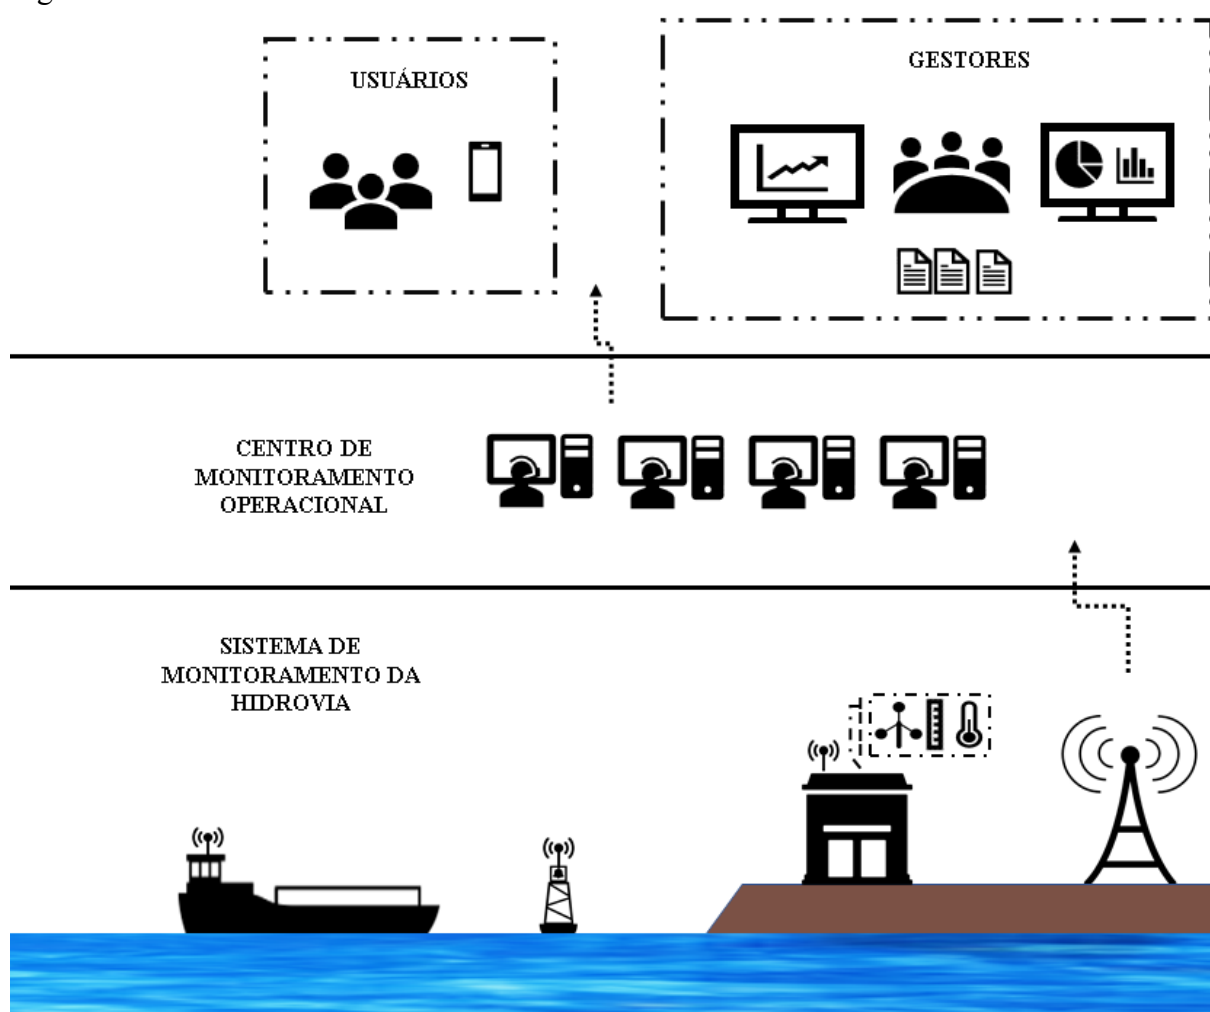 USUÁRIOS
GESTORES
CENTRO DE
MONITORAMENTO
OPERACIONAL
SISTEMA DE
MONITORAMENTO DA
HIDROVIA